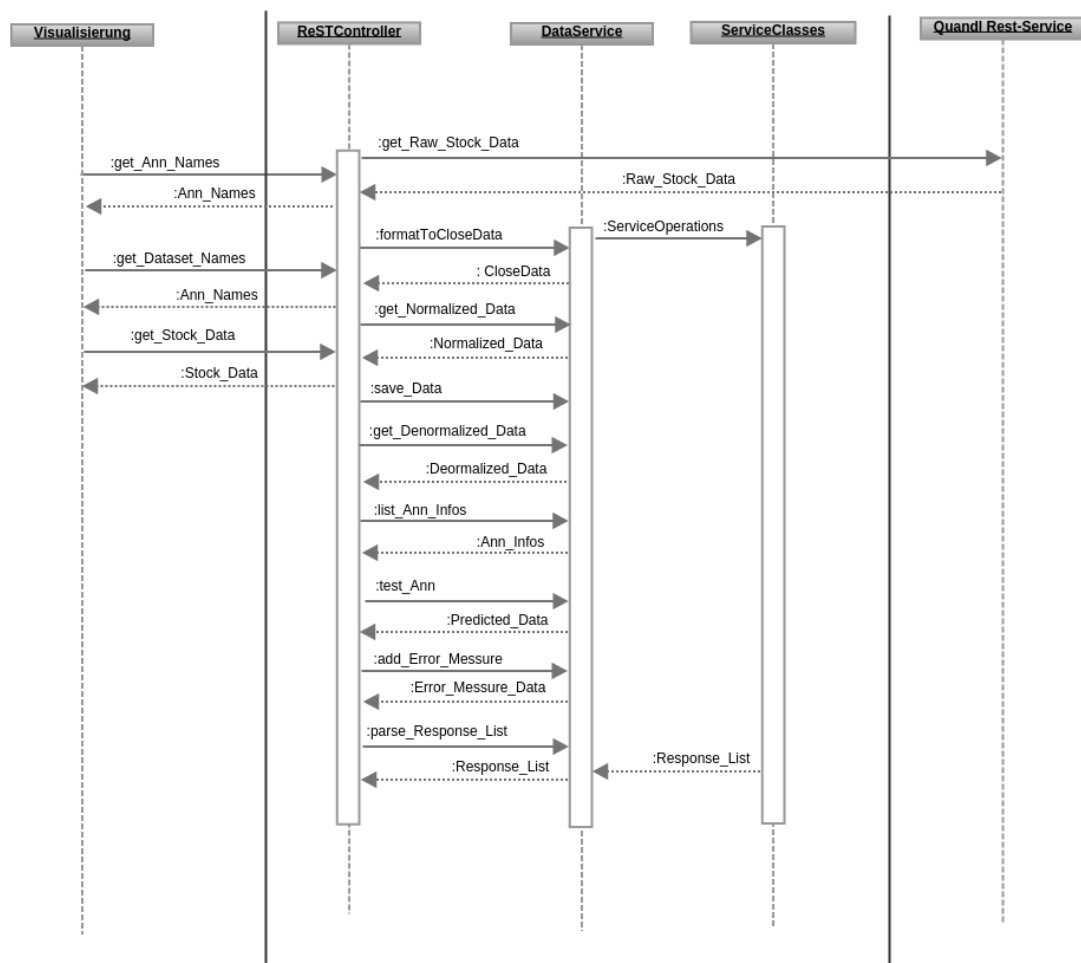 Visualisierung
ReSTController
DataService
ServiceClasses
Quandl Rest-Service
:get_Raw_Stock_Data
:get_Ann_Names
:Raw_Stock_Data
:Ann_Names
:ServiceOperations
:formatToCloseData
:get_Dataset_Names
: CloseData
:Ann_Names
:get_Normalized_Data
:get_Stock_Data
:Normalized_Data
:Stock_Data
:save_Data
:get_Denormalized_Data
:Deormalized_Data
:list_Ann_Infos
:Ann_Infos
:test_Ann
:Predicted_Data
:add_Error_Messure
:Error_Messure_Data
:parse_Response_List
:Response_List
:Response_List